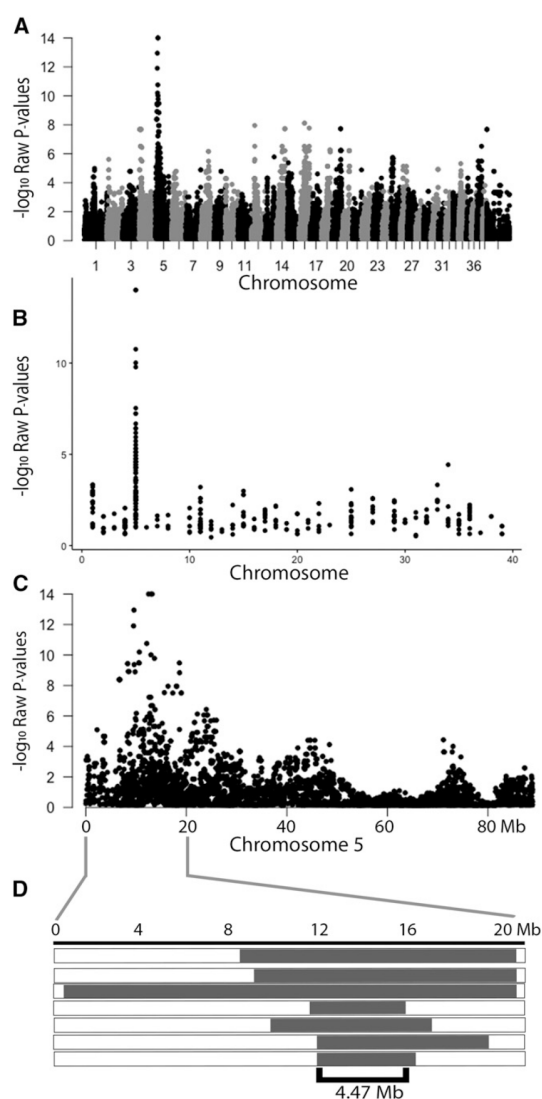 A
-log10 Raw P-values
14
12
10
8
6
4
2
0
1 3 5 7 9 11 14 17 20 23 27 31 36
Chromosome
B
-log10 Raw P-values
10
5
0
0 10 20 30 40
Chromosome
C
-log10 Raw P-values
14
12
10
8
6
4
2
0
0 20 40 60 80 Mb
Chromosome 5
D
0 4 8 12 16 20 Mb
4.47 Mb